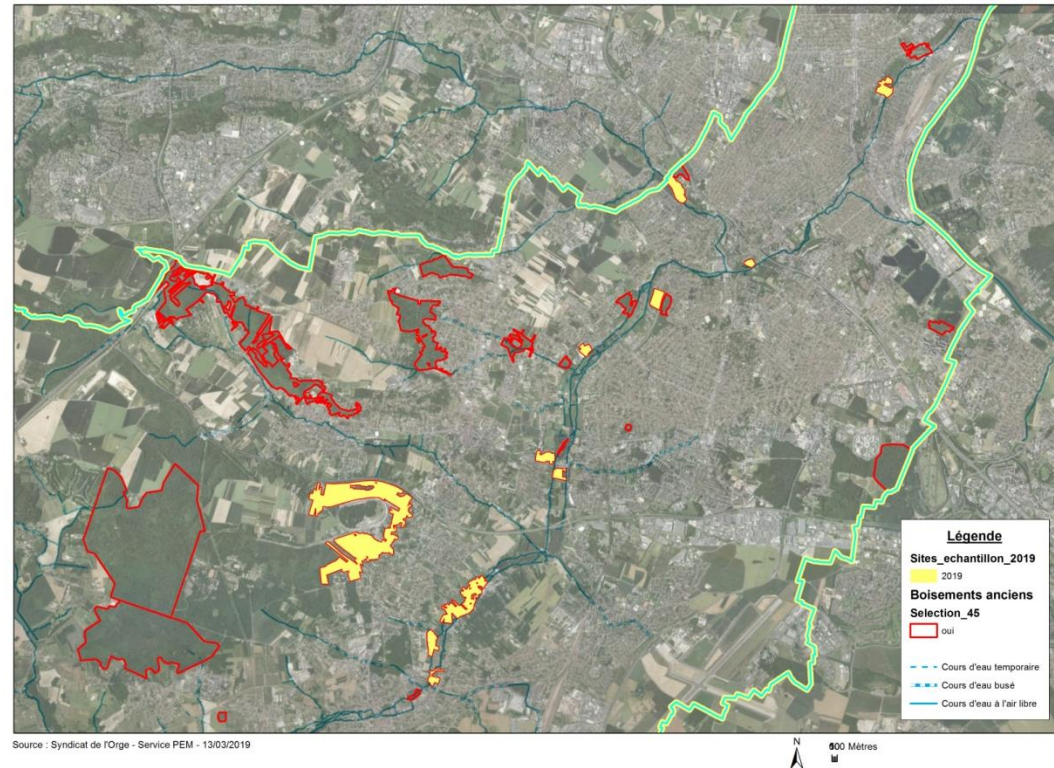 Légende
Sites_echantillon_2019
2019
Boisements anciens
Selection_45
oui
Cours d'eau temporaire
Cours d'eau busé
Cours d'eau à l'air libre
Source : Syndicat de l'Orge - Service PEM - 13/03/2019
N
Mètres